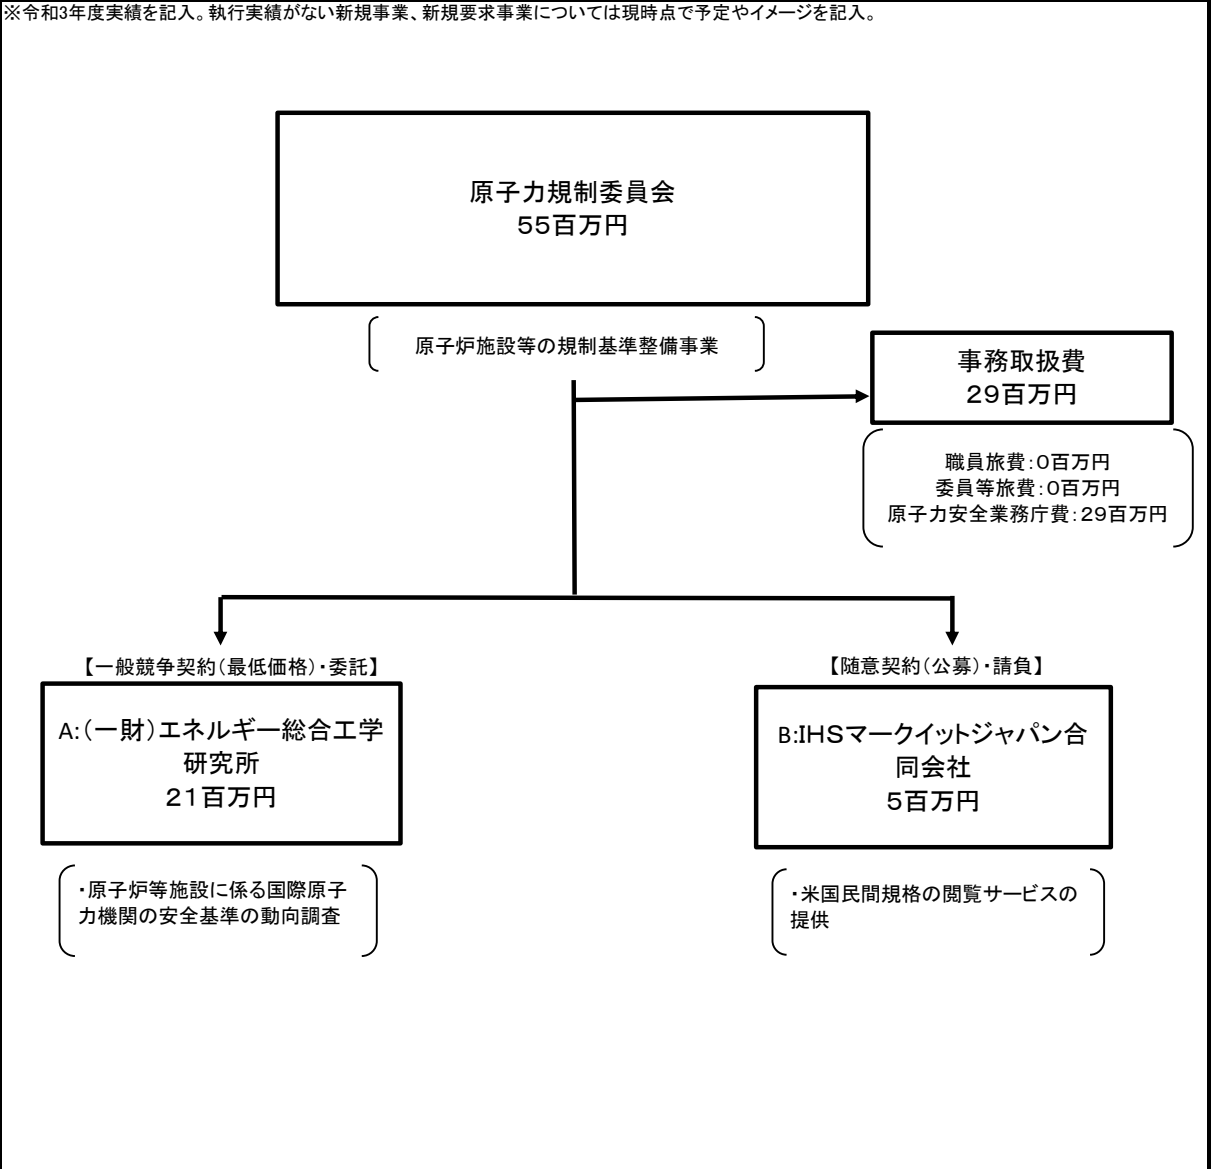 ※令和3年度実績を記入。執行実績がない新規事業、新規要求事業については現時点で予定やイメージを記入。
原子力規制委員会
55百万円
原子炉施設等の規制基準整備事業
事務取扱費
29百万円
職員旅費：0百万円
委員等旅費：0百万円
原子力安全業務庁費：29百万円
【一般競争契約（最低価格）・委託】
A:（一財）エネルギー総合工学
研究所
21百万円
・原子炉等施設に係る国際原子
力機関の安全基準の動向調査
【随意契約（公募）・請負】
B:IHSマークイットジャパン合
同会社
5百万円
・米国民間規格の閲覧サービスの
提供